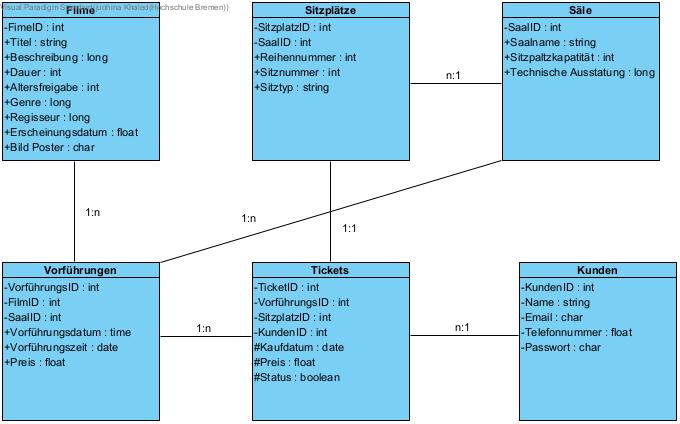 Visual Paradigm Standard(juohina Khaled(Hochschule Bremen))
Filme
-FimeID : int
+Titel : string
+Beschreibung : long
+Dauer : int
+Altersfreigabe : int
+Genre : long
+Regisseur : long
+Erscheinungsdatum : float
+Bild Poster : char
Sitzplätze
-SitzplatzID : int
-SaalID : int
+Reihennummer : int
+Sitznummer : int
+Sitztyp : string
n:1
Säle
-SaalID : int
+Saalname : string
+Sitzpaltzkapatität : int
+Technische Ausstatung : long
1:n
1:n
1:1
Vorführungen
-VorführungsID : int
-FilmID : int
-SaalID : int
+Vorführungsdatum : time
+Vorführungszeit : date
+Preis : float
1:n
Tickets
-TicketID : int
-VorführungsID : int
-SitzplatzID : int
-KundenID : int
#Kaufdatum : date
#Preis : float
#Status : boolean
n:1
Kunden
-KundenID : int
-Name : string
-Email : char
-Telefonnummer : float
-Passwort : char